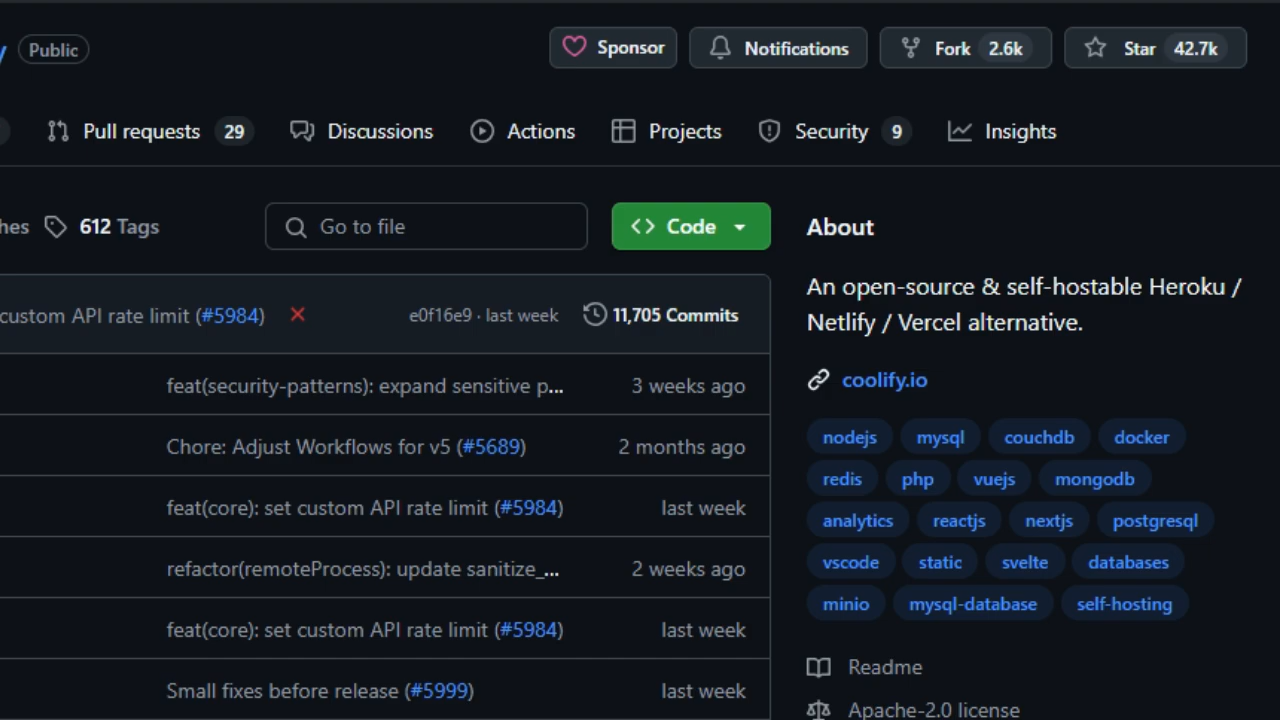 y Public Sponsor Notifications Fork 2.6k Star 42.7k
Pull requests 29 Discussions Actions Projects Security 9 Insights
hes 612 Tags Go to file Code About
An open-source & self-hostable Heroku /
Netlify / Vercel alternative.
custom API rate limit (#5984) e0f16e9 · last week 11,705 Commits
coolify.io
feat(security-patterns): expand sensitive p... 3 weeks ago
Chore: Adjust Workflows for v5 (#5689) 2 months ago
feat(core): set custom API rate limit (#5984) last week
refactor(remoteProcess): update sanitize_... 2 weeks ago
feat(core): set custom API rate limit (#5984) last week
Small fixes before release (#5999) last week
nodejs mysql couchdb docker
redis php vuejs mongodb
analytics reactjs nextjs postgresql
vscode static svelte databases
minio mysql-database self-hosting
Readme
Apache-2.0 license